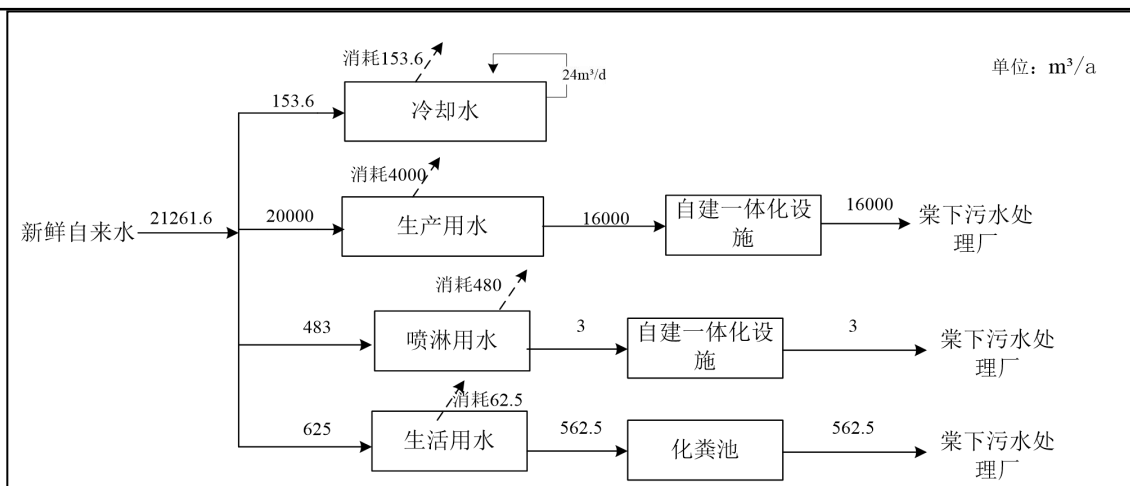 消耗153.6
24m³/d
单位：m³/a
153.6
冷却水
消耗4000
新鲜自来水
21261.6
20000
生产用水
16000
自建一体化设
施
16000
棠下污水处
理厂
消耗480
483
喷淋用水
3
自建一体化设
施
3
棠下污水处
理厂
消耗62.5
625
生活用水
562.5
化粪池
562.5
棠下污水处
理厂